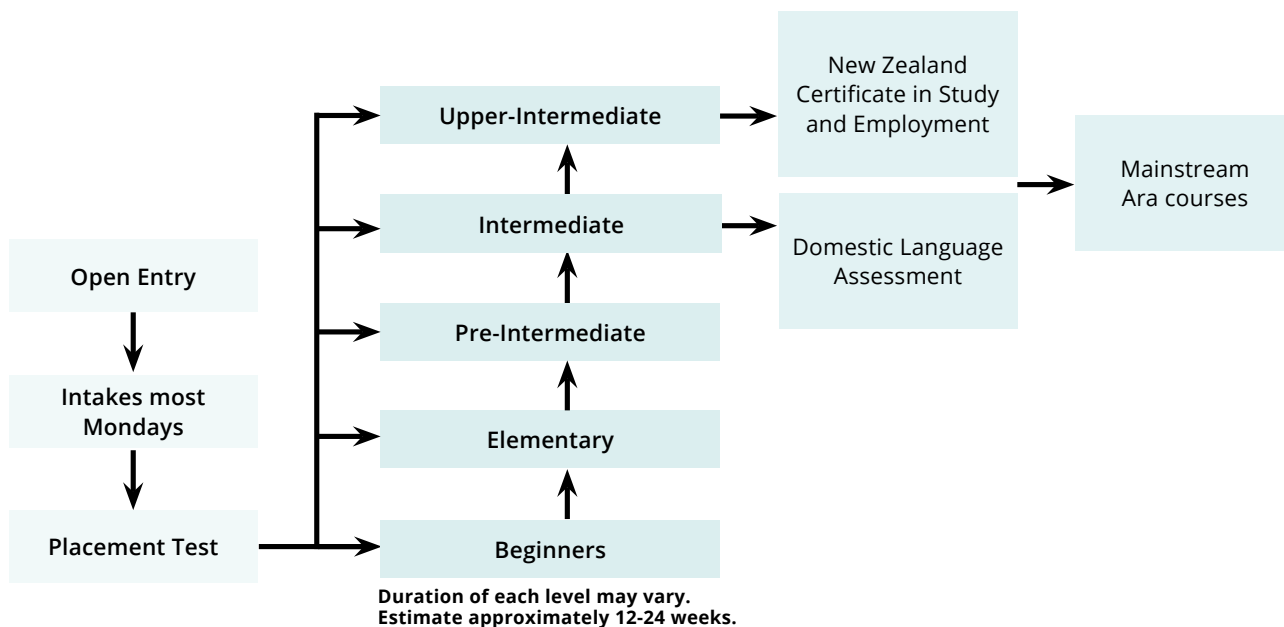 Open Entry
Intakes most
Mondays
Placement Test
Upper-Intermediate
Intermediate
Pre-Intermediate
Elementary
Beginners
Duration of each level may vary.
Estimate approximately 12-24 weeks.
New Zealand
Certificate in Study
and Employment
Domestic Language
Assessment
Mainstream
Ara courses